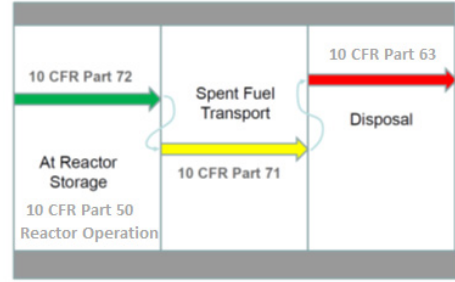 10 CFR Part 72
At Reactor
Storage
10 CFR Part 50
Reactor Operation
Spent Fuel
Transport
10 CFR Part 71
10 CFR Part 63
Disposal